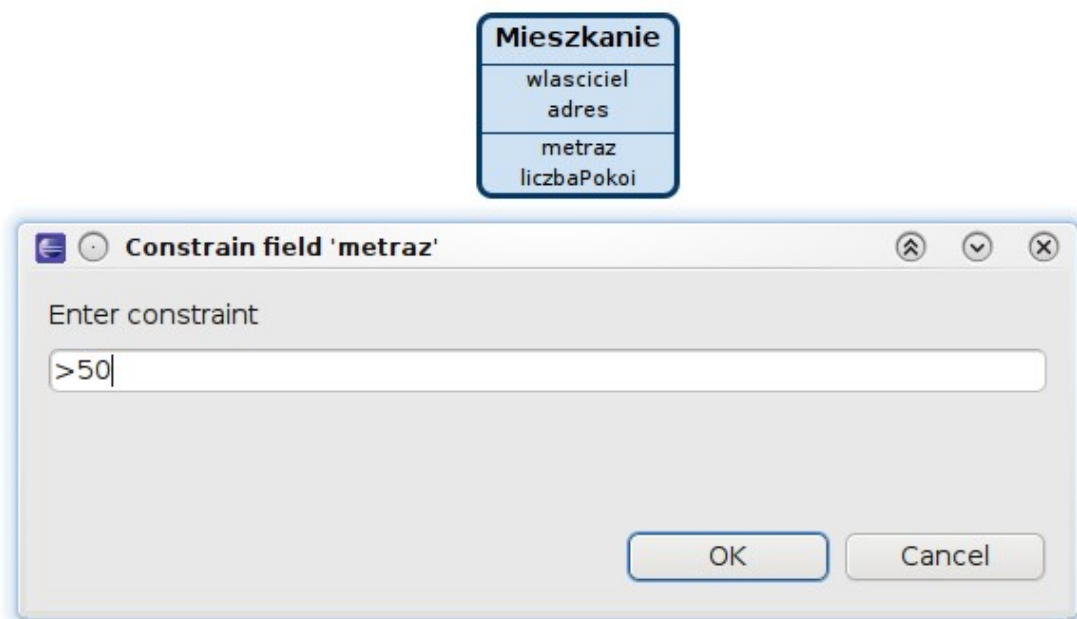 Mieszkanie
wlasciciel
adres
metraz
liczbaPokoi
Constrain field 'metraz'
Enter constraint
>50
OK
Cancel